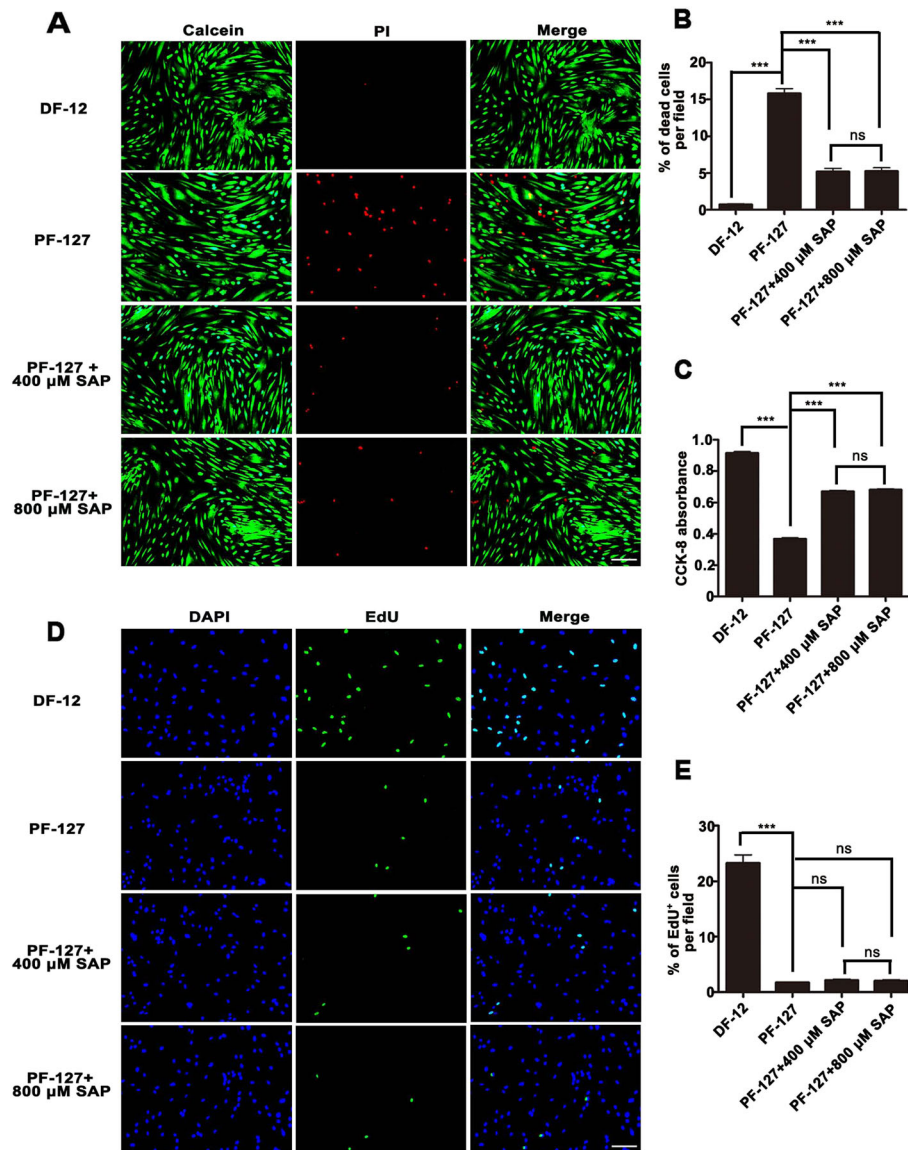 A
Calcein
PI
Merge
DF-12
PF-127
PF-127 +
400 µM SAP
PF-127+
800 µM SAP
B
***
***
***
ns
% of dead cells
per field
20
15
10
5
0
DF-12
PF-127
PF-127+400 µM SAP
PF-127+800 µM SAP
C
***
***
***
ns
CCK-8 absorbance
1.0
0.8
0.6
0.4
0.2
0
DF-12
PF-127
PF-127+400 µM SAP
PF-127+800 µM SAP
D
DAPI
EdU
Merge
DF-12
PF-127
PF-127+
400 µM SAP
PF-127+
800 µM SAP
E
***
ns
ns
ns
% of EdU⁺ cells
per field
30
20
10
0
DF-12
PF-127
PF-127+400 µM SAP
PF-127+800 µM SAP